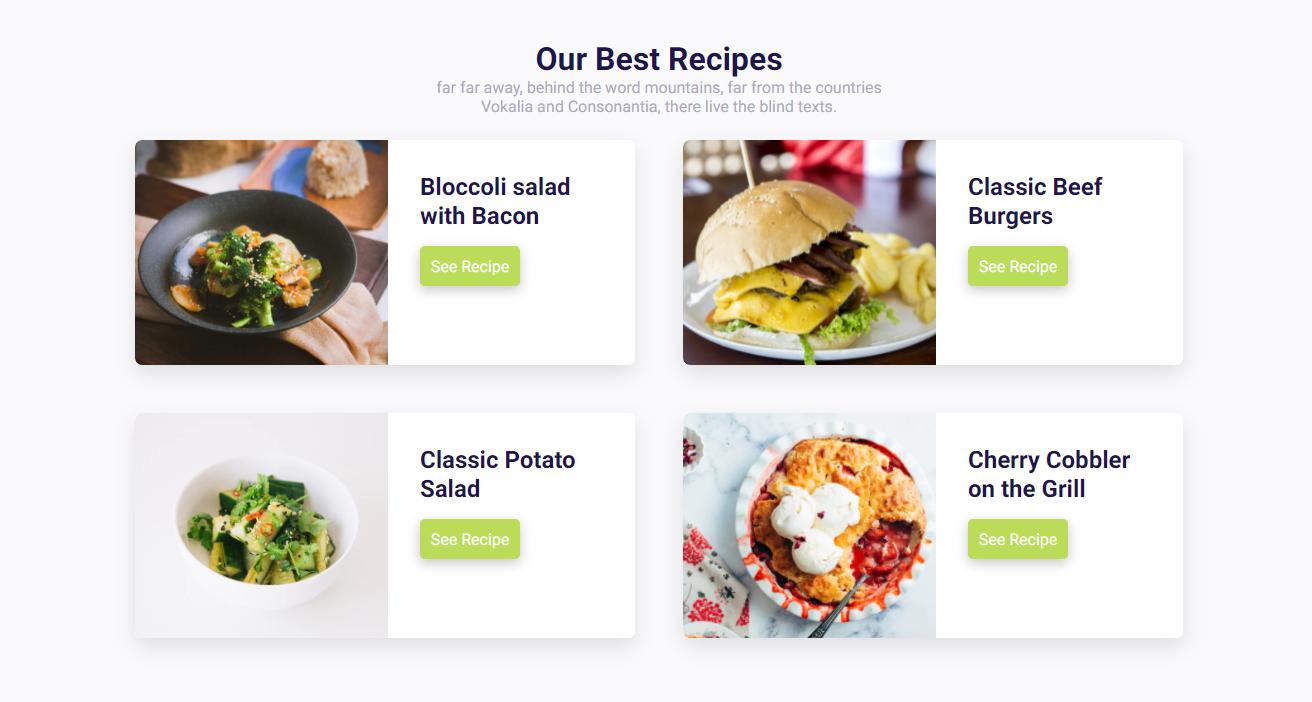 Our Best Recipes
far far away, behind the word mountains, far from the countries
Vokalia and Consonantia, there live the blind texts.
Bloccoli salad
with Bacon
See Recipe
Classic Beef
Burgers
See Recipe
Classic Potato
Salad
See Recipe
Cherry Cobbler
on the Grill
See Recipe